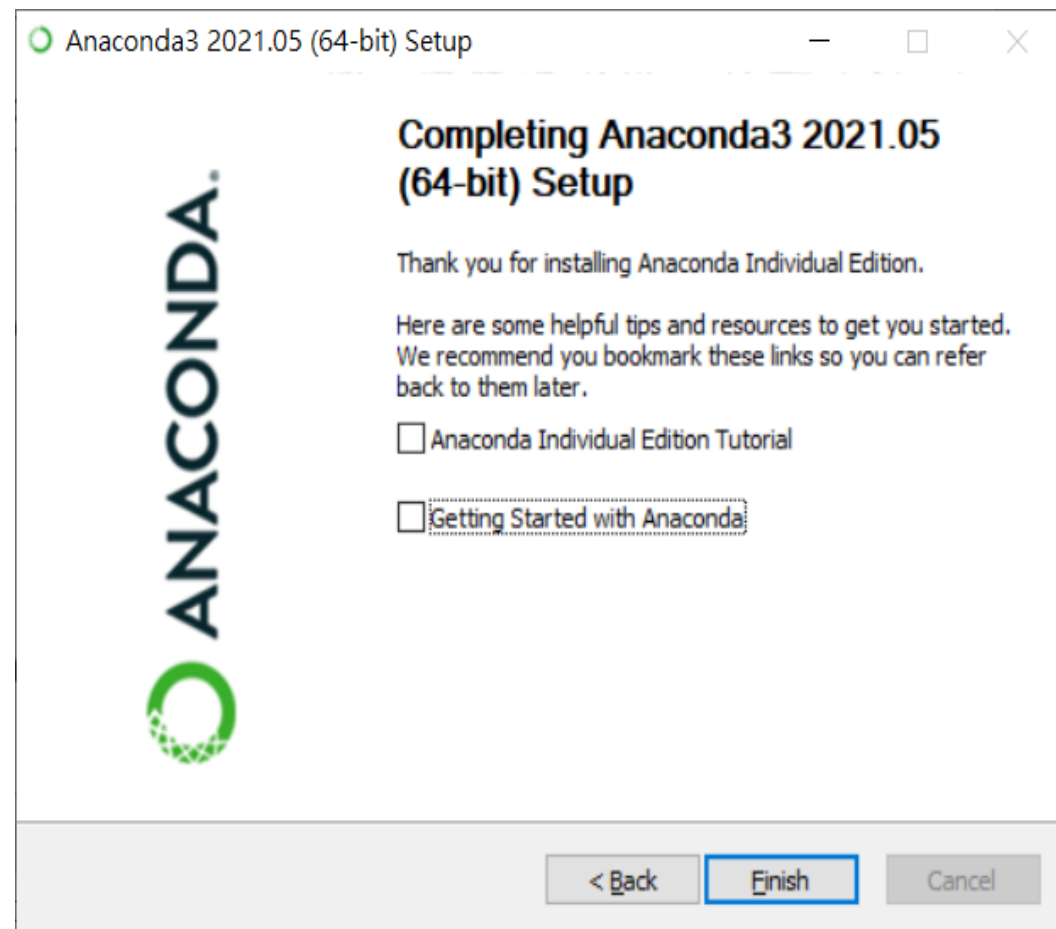 Anaconda3 2021.05 (64-bit) Setup
Completing Anaconda3 2021.05
(64-bit) Setup
Thank you for installing Anaconda Individual Edition.
Here are some helpful tips and resources to get you started.
We recommend you bookmark these links so you can refer
back to them later.
Anaconda Individual Edition Tutorial
Getting Started with Anaconda
ANACONDA.
< Back
Finish
Cancel